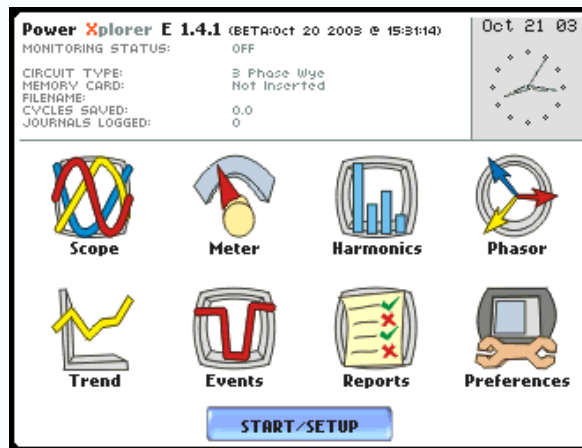 Power Xplorer E 1.4.1 (BETA:Oct 20 2003 @ 15:31:14)
Oct 21 03
MONITORING STATUS: OFF
CIRCUIT TYPE: 3 Phase Wye
MEMORY CARD: Not Inserted
FILENAME:
CYCLES SAVED: 0.0
JOURNALS LOGGED: 0
Scope Meter Harmonics Phasor
Trend Events Reports Preferences
START/SETUP